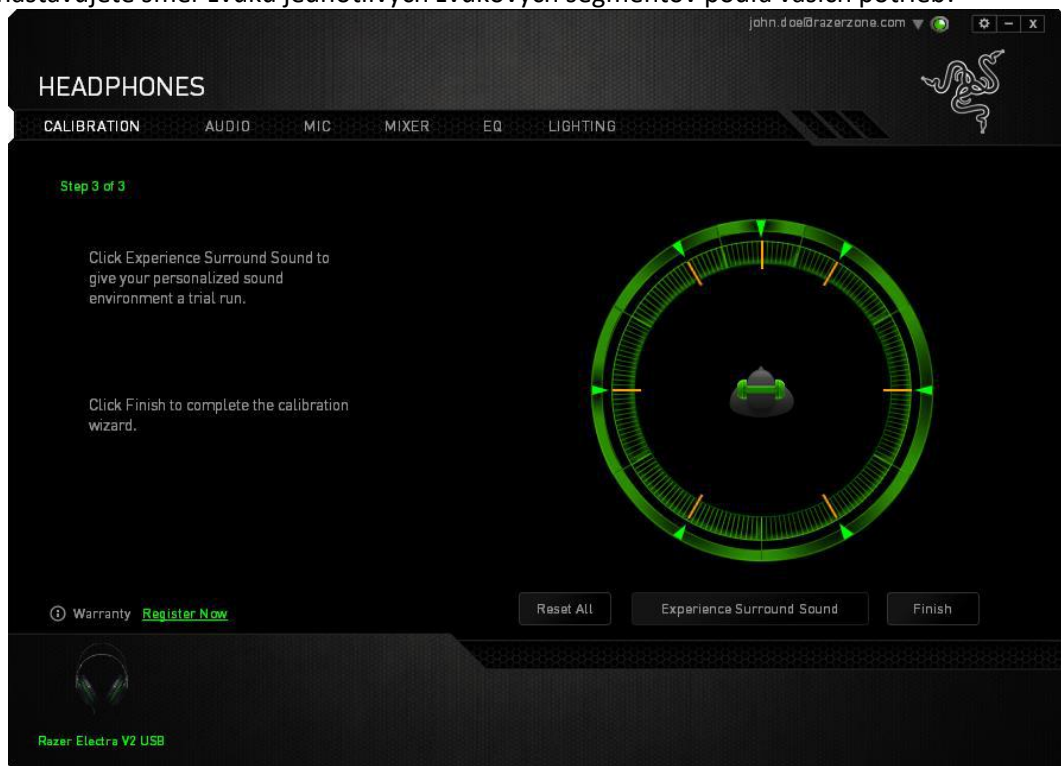 nastavujete smer zvuku jednotlivých zvukových segmentov podľa vašich potrieb.
john.doe@razerzone.com
HEADPHONES
CALIBRATION AUDIO MIC MIXER EQ LIGHTING
Step 3 of 3
Click Experience Surround Sound to
give your personalized sound
environment a trial run.
Click Finish to complete the calibration
wizard.
Warranty Register Now
Reset All Experience Surround Sound Finish
Razer Electra V2 USB